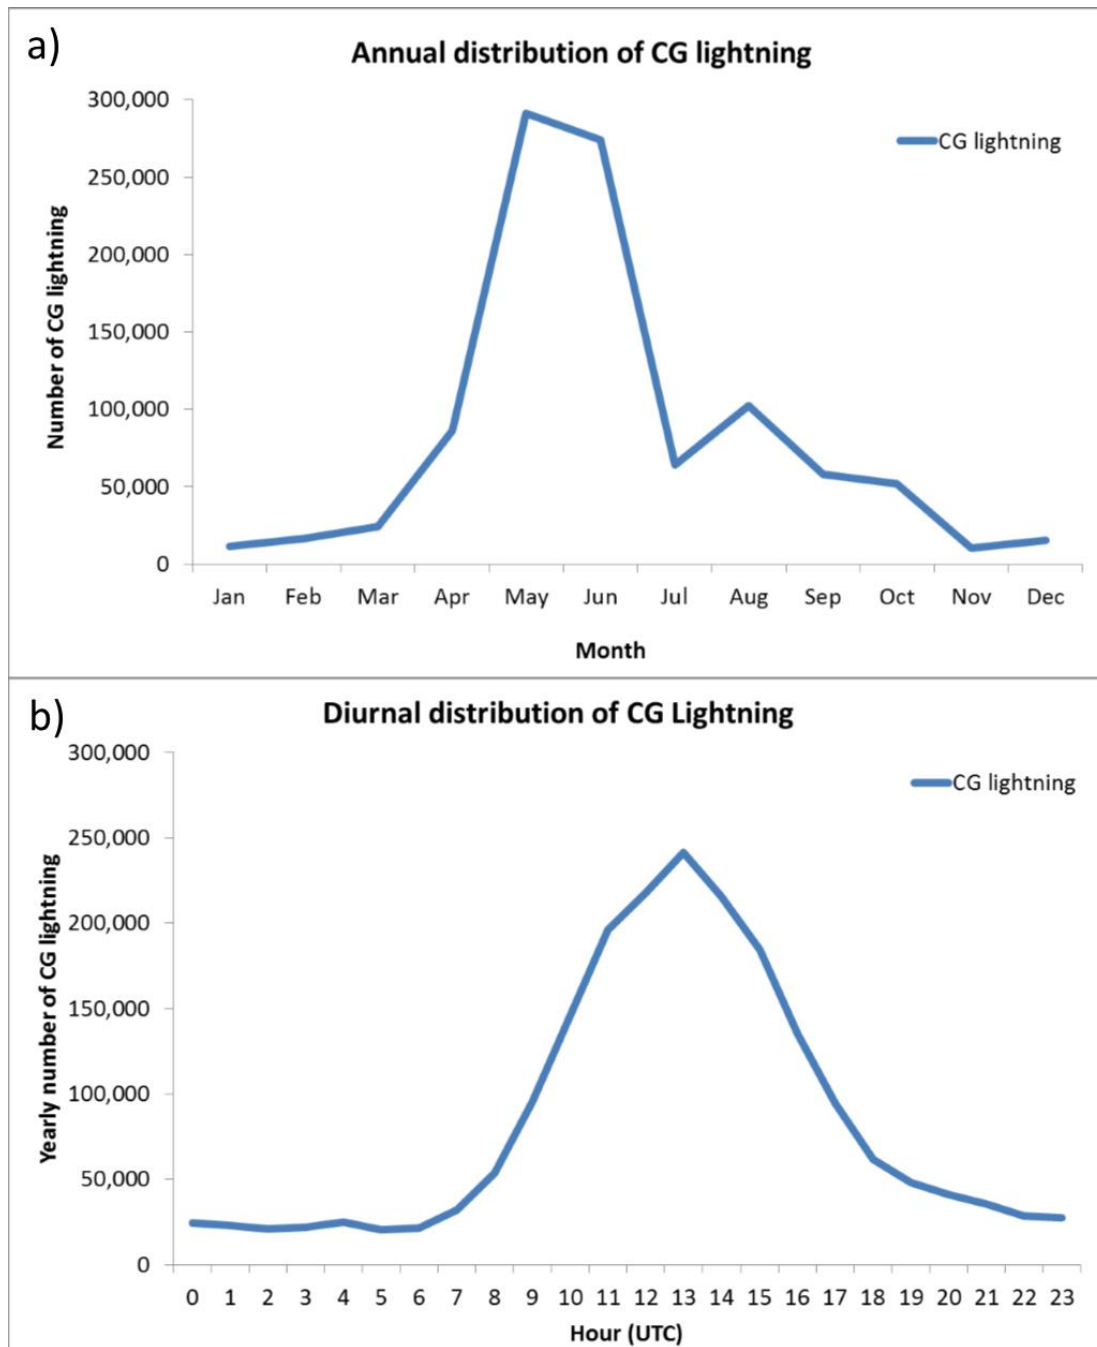 a)
Annual distribution of CG lightning
300,000
250,000
200,000
150,000
100,000
50,000
0
Number of CG lightning
CG lightning
Jan Feb Mar Apr May Jun Jul Aug Sep Oct Nov Dec
Month
b)
Diurnal distribution of CG Lightning
300,000
250,000
200,000
150,000
100,000
50,000
0
Yearly number of CG lightning
CG lightning
0 1 2 3 4 5 6 7 8 9 10 11 12 13 14 15 16 17 18 19 20 21 22 23
Hour (UTC)